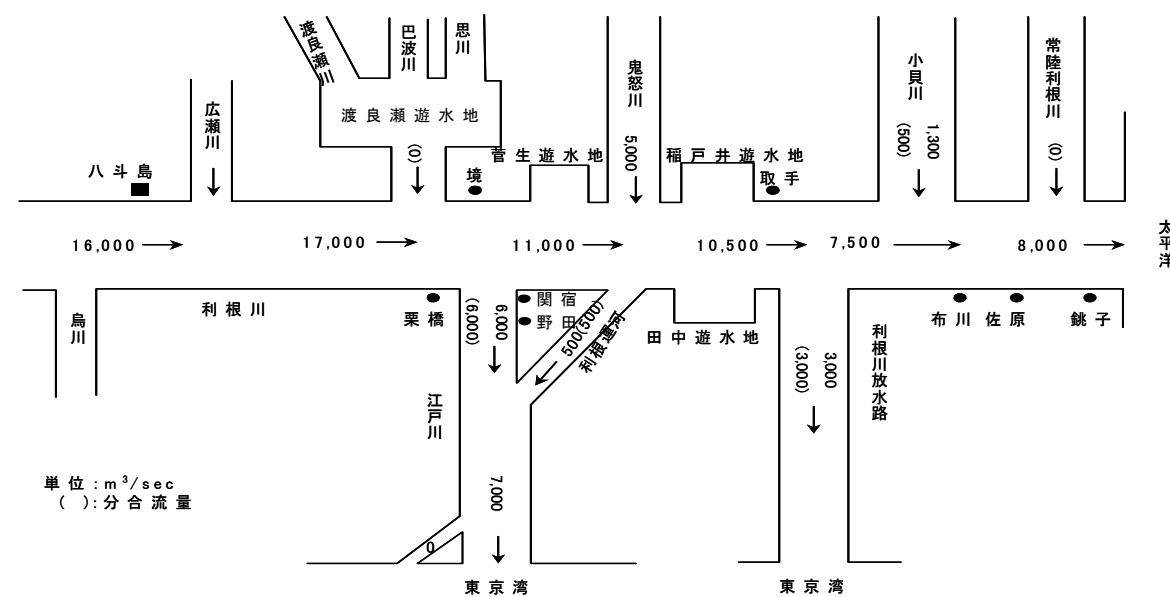 渡良瀬川
巴波川
思川
鬼怒川
小貝川
常陸利根川
広瀬川
渡 良 瀬 遊 水 地
八 斗 島
(0)
境
菅 生 遊 水 地
5,000
稲 戸 井 遊 水 地
取 手
1,300
(500)
(0)
16,000
17,000
11,000
10,500
7,500
8,000
太平洋
烏川
利 根 川
栗 橋
6,000
(6,000)
関 宿
野 田
500(500)
利根運河
田 中 遊 水 地
3,000
(3,000)
利根川放水路
布 川
佐 原
銚 子
江戸川
単 位 : m³/sec
( ): 分 合 流 量
7,000
0
東 京 湾
東 京 湾